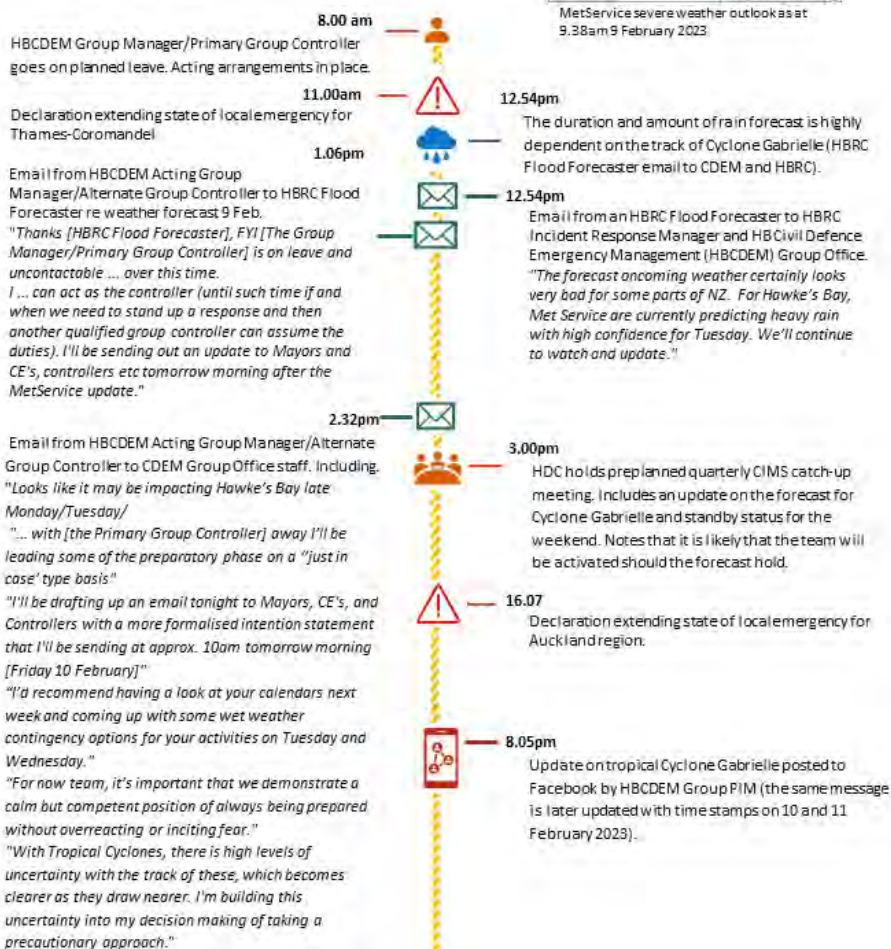 MetService severe weather outlook as at
9.38am 9 February 2023
8.00 am
HBCDEM Group Manager/Primary Group Controller
goes on planned leave. Acting arrangements in place.
11.00am
Declaration extending state of local emergency for
Thames-Coromandel
12.54pm
The duration and amount of rain forecast is highly
dependent on the track of Cyclone Gabrielle (HBRC
Flood Forecaster email to CDEM and HBRC).
12.54pm
Email from an HBRC Flood Forecaster to HBRC
Incident Response Manager and HBCivil Defence
Emergency Management (HBCDEM) Group Office.
"The forecast oncoming weather certainly looks
very bad for some parts of NZ. For Hawke's Bay,
Met Service are currently predicting heavy rain
with high confidence for Tuesday. We'll continue
to watch and update."
1.06pm
Email from HBCDEM Acting Group
Manager/Alternate Group Controller to HBRC Flood
Forecaster re weather forecast 9 Feb.
"Thanks [HBRC Flood Forecaster], FYI [The Group
Manager/Primary Group Controller] is on leave and
uncontactable ... over this time.
I ... can act as the controller (until such time if and
when we need to stand up a response and then
another qualified group controller can assume the
duties). I'll be sending out an update to Mayors and
CE's, controllers etc tomorrow morning after the
MetService update."
2.32pm
Email from HBCDEM Acting Group Manager/Alternate
Group Controller to CDEM Group Office staff. Including.
"Looks like it may be impacting Hawke's Bay late
Monday/Tuesday/
"... with [the Primary Group Controller] away I'll be
leading some of the preparatory phase on a "just in
case' type basis"
"I'll be drafting up an email tonight to Mayors, CE's, and
Controllers with a more formalised intention statement
that I'll be sending at approx. 10am tomorrow morning
[Friday 10 February]"
"I'd recommend having a look at your calendars next
week and coming up with some wet weather
contingency options for your activities on Tuesday and
Wednesday."
"For now team, it's important that we demonstrate a
calm but competent position of always being prepared
without overreacting or inciting fear."
"With Tropical Cyclones, there is high levels of
uncertainty with the track of these, which becomes
clearer as they draw nearer. I'm building this
uncertainty into my decision making of taking a
precautionary approach."
3.00pm
HDC holds preplanned quarterly CIMS catch-up
meeting. Includes an update on the forecast for
Cyclone Gabrielle and standby status for the
weekend. Notes that it is likely that the team will
be activated should the forecast hold.
16.07
Declaration extending state of local emergency for
Auckland region.
8.05pm
Update on tropical Cyclone Gabrielle posted to
Facebook by HBCDEM Group PIM (the same message
is later updated with time stamps on 10 and 11
February 2023).